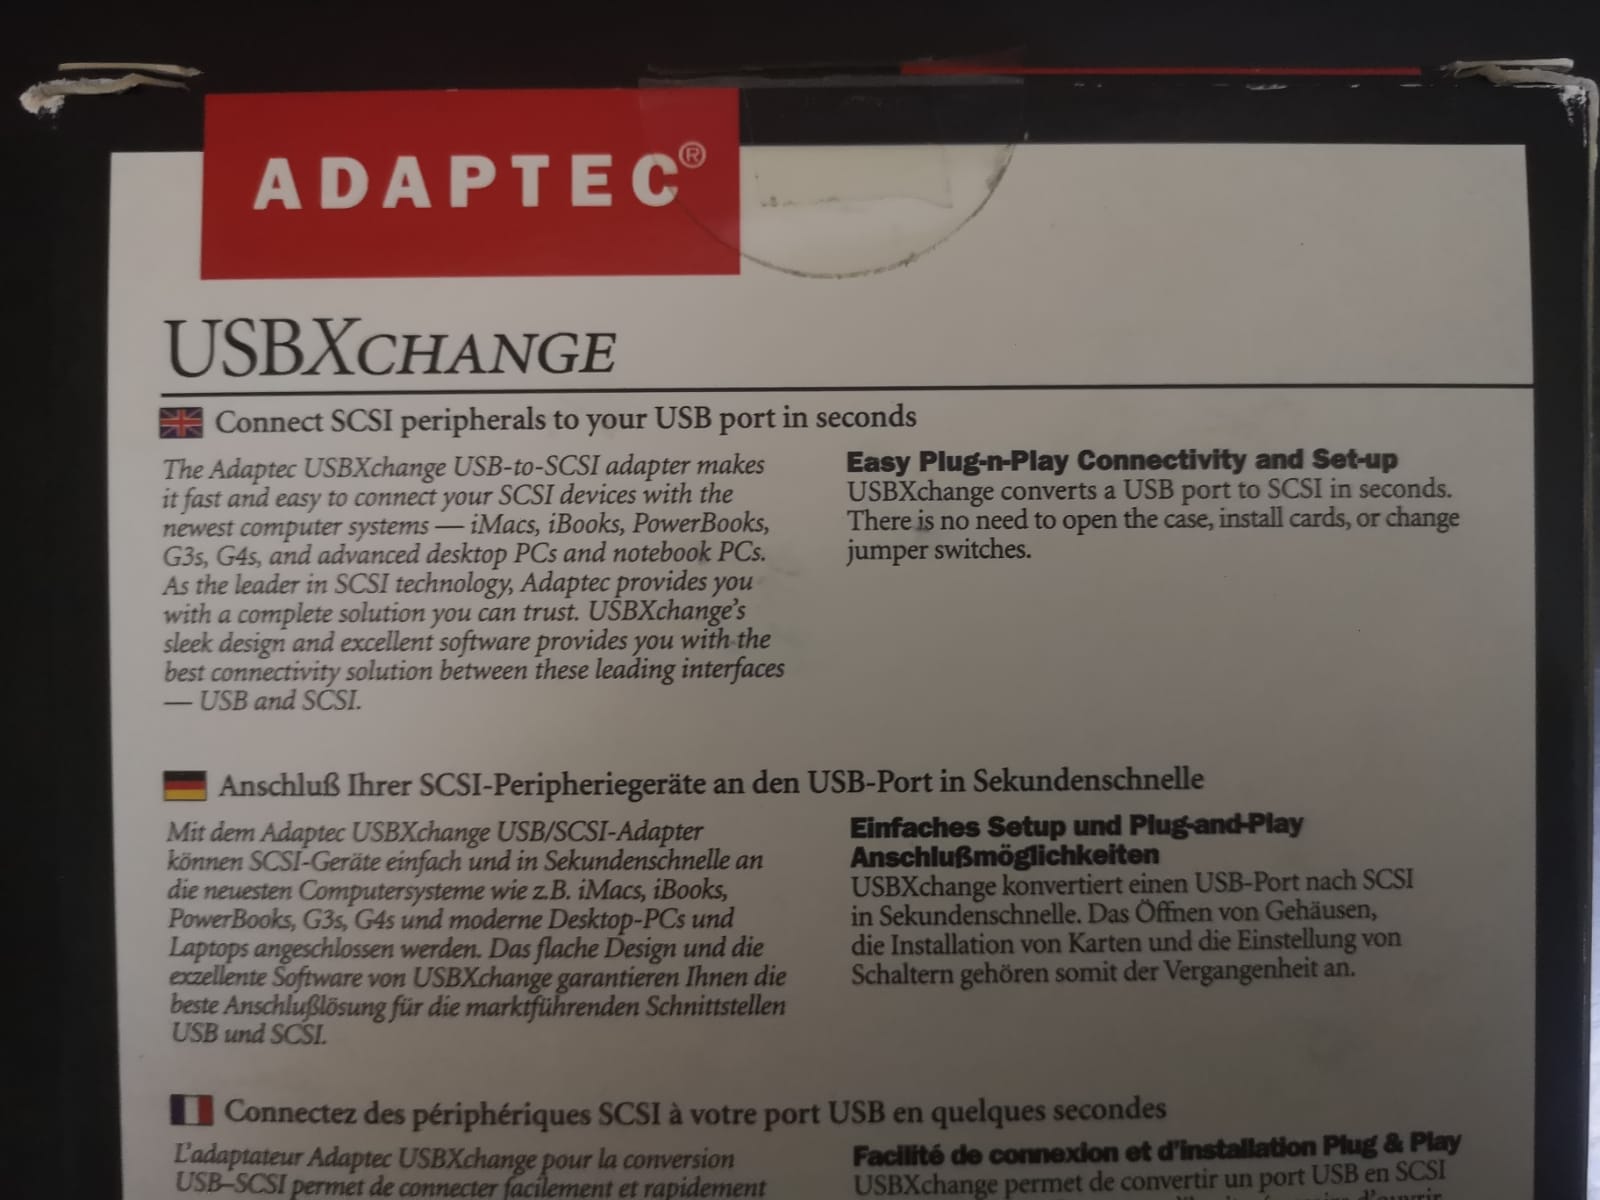 ADAPTEC®
USBXCHANGE
Connect SCSI peripherals to your USB port in seconds
The Adaptec USBXchange USB-to-SCSI adapter makes
it fast and easy to connect your SCSI devices with the
newest computer systems — iMacs, iBooks, PowerBooks,
G3s, G4s, and advanced desktop PCs and notebook PCs.
As the leader in SCSI technology, Adaptec provides you
with a complete solution you can trust. USBXchange's
sleek design and excellent software provides you with the
best connectivity solution between these leading interfaces
— USB and SCSI.
Easy Plug-n-Play Connectivity and Set-up
USBXchange converts a USB port to SCSI in seconds.
There is no need to open the case, install cards, or change
jumper switches.
Anschluß Ihrer SCSI-Peripheriegeräte an den USB-Port in Sekundenschnelle
Mit dem Adaptec USBXchange USB/SCSI-Adapter
können SCSI-Geräte einfach und in Sekundenschnelle an
die neuesten Computersysteme wie z.B. iMacs, iBooks,
PowerBooks, G3s, G4s und moderne Desktop-PCs und
Laptops angeschlossen werden. Das flache Design und die
exzellente Software von USBXchange garantieren Ihnen die
beste Anschlußlösung für die marktführenden Schnittstellen
USB und SCSI.
Einfaches Setup und Plug-and-Play
Anschlußmöglichkeiten
USBXchange konvertiert einen USB-Port nach SCSI
in Sekundenschnelle. Das Öffnen von Gehäusen,
die Installation von Karten und die Einstellung von
Schaltern gehören somit der Vergangenheit an.
Connectez des périphériques SCSI à votre port USB en quelques secondes
L'adaptateur Adaptec USBXchange pour la conversion
USB–SCSI permet de connecter facilement et rapidement
Facilité de connexion et d'installation Plug & Play
USBXchange permet de convertir un port USB en SCSI